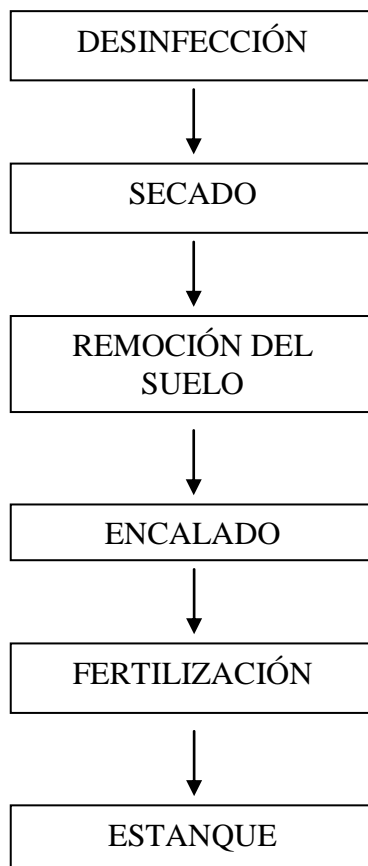 DESINFECCIÓN
SECADO
REMOCIÓN DEL
SUELO
ENCALADO
FERTILIZACIÓN
ESTANQUE